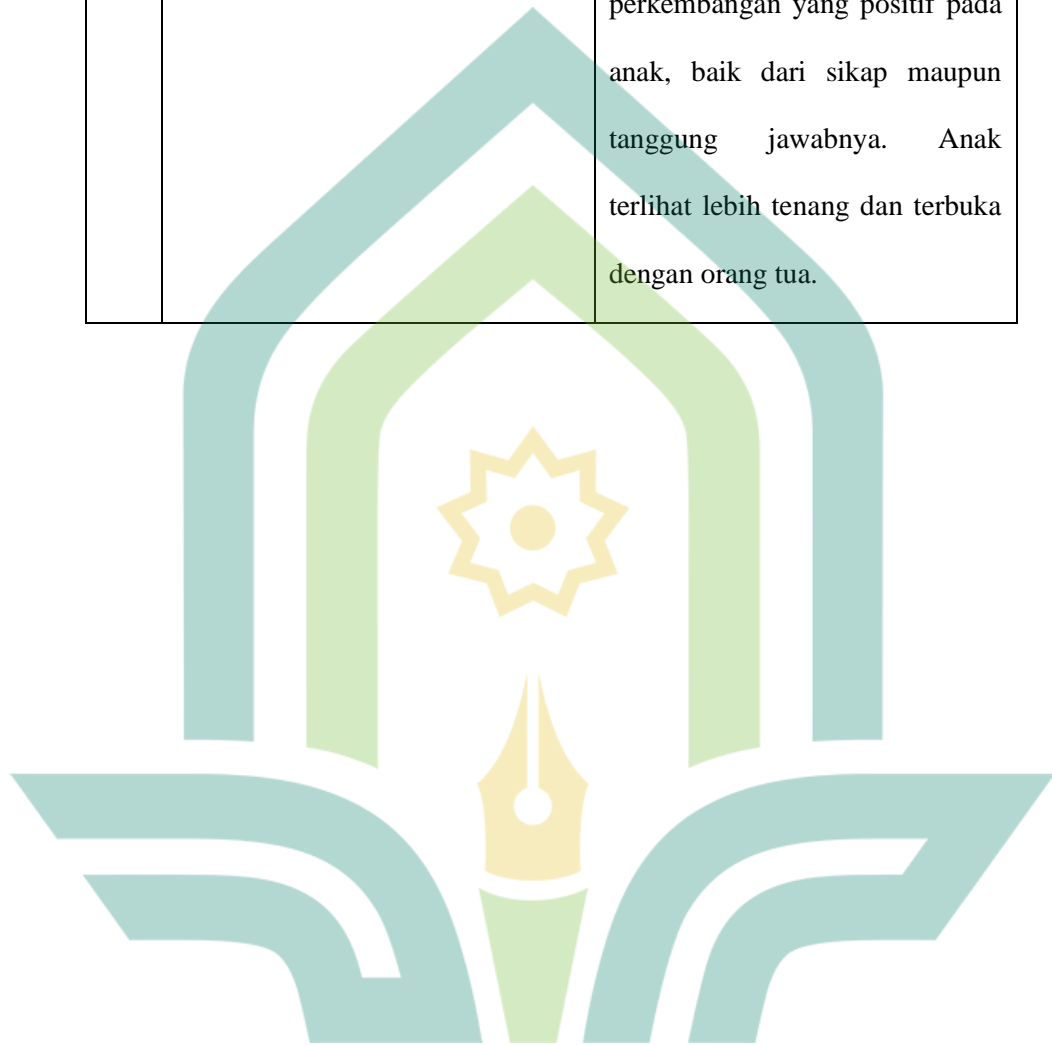 perkembangan yang positif pada
anak, baik dari sikap maupun
tanggung jawabnya. Anak
terlihat lebih tenang dan terbuka
dengan orang tua.